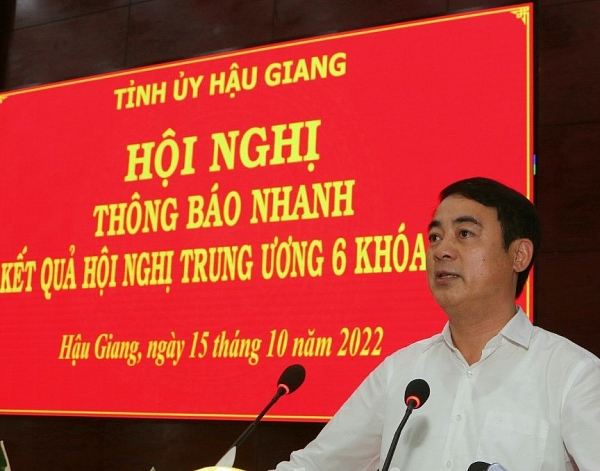 TỈNH ỦY HẬU GIANG
HỘI NGHỊ
THÔNG BÁO NHANH
KẾT QUẢ HỘI NGHỊ TRUNG ƯƠNG 6 KHÓA
Hậu Giang, ngày 15 tháng 10 năm 2022